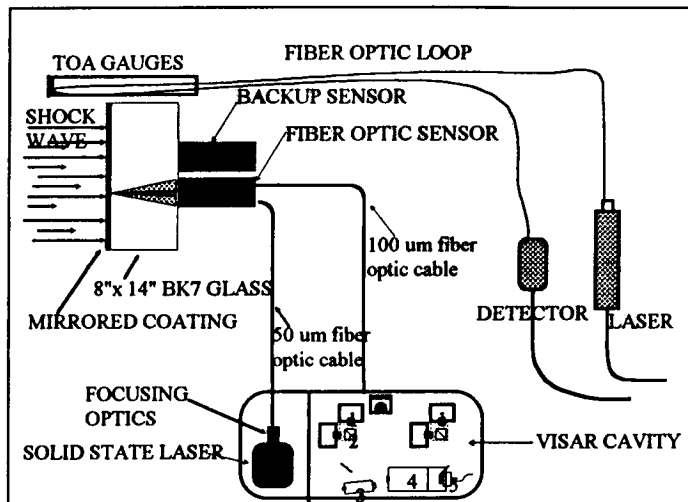 TOA GAUGES
FIBER OPTIC LOOP
BACKUP SENSOR
SHOCK
WAVE
FIBER OPTIC SENSOR
100 um fiber
optic cable
8"x 14" BK7 GLASS
MIRRORED COATING
DETECTOR
LASER
50 um fiber
optic cable
FOCUSING
OPTICS
SOLID STATE LASER
VISAR CAVITY
1
1
2
3
4
5